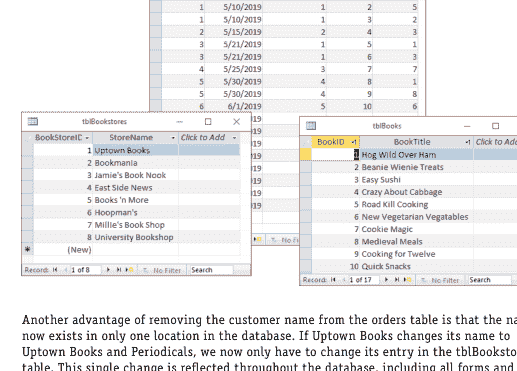 1 5/10/2019 1 2 5
1 5/10/2019 1 3 2
2 5/15/2019 2 4 3
3 5/21/2019 1 5 1
3 5/21/2019 1 6 3
4 5/25/2019 3 7 7
5 5/30/2019 4 8 1
5 5/30/2019 4 9 8
6 6/1/2019 5 10 6
tblBookstores
BookStoreID StoreName Click to Add
1 Uptown Books
2 Bookmania
3 Jamie's Book Nook
4 East Side News
5 Books 'n More
6 Hoopman's
7 Millie's Book Shop
8 University Bookshop
(New)
Record: 1 of 8 No Filter Search
tblBooks
BookID BookTitle Click to Add
1 Hog Wild Over Ham
2 Beanie Wienie Treats
3 Easy Sushi
4 Crazy About Cabbage
5 Road Kill Cooking
6 New Vegetarian Vegatables
7 Cookie Magic
8 Medieval Meals
9 Cooking for Twelve
10 Quick Snacks
Record: 1 of 17 No Filter Search
Another advantage of removing the customer name from the orders table is that the na
now exists in only one location in the database. If Uptown Books changes its name to
Uptown Books and Periodicals, we now only have to change its entry in the tblBooksto
table. This single change is reflected throughout the database, including all forms and